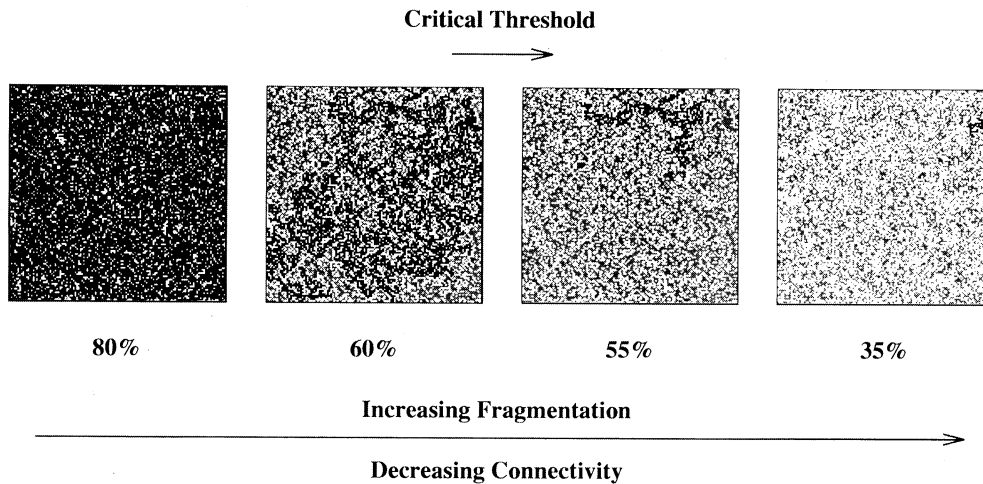 Critical Threshold
80%
60%
55%
35%
Increasing Fragmentation
Decreasing Connectivity